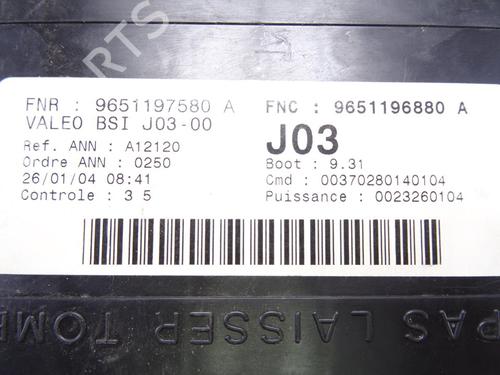 PARTS
FNR : 9651197580 A
FNC : 9651196880 A
VALEO BSI J03-00
J03
Ref. ANN : A12120
Boot : 9.31
Ordre ANN : 0250
Cmd : 00370280140104
26/01/04 08:41
Puissance : 0023260104
Controle : 3 5
PAS LAISSER TOM